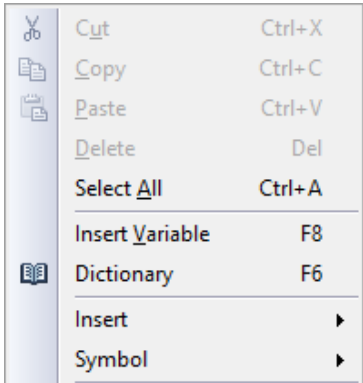 Cut Ctrl+X
Copy Ctrl+C
Paste Ctrl+V
Delete Del
Select All Ctrl+A
Insert Variable F8
Dictionary F6
Insert
Symbol